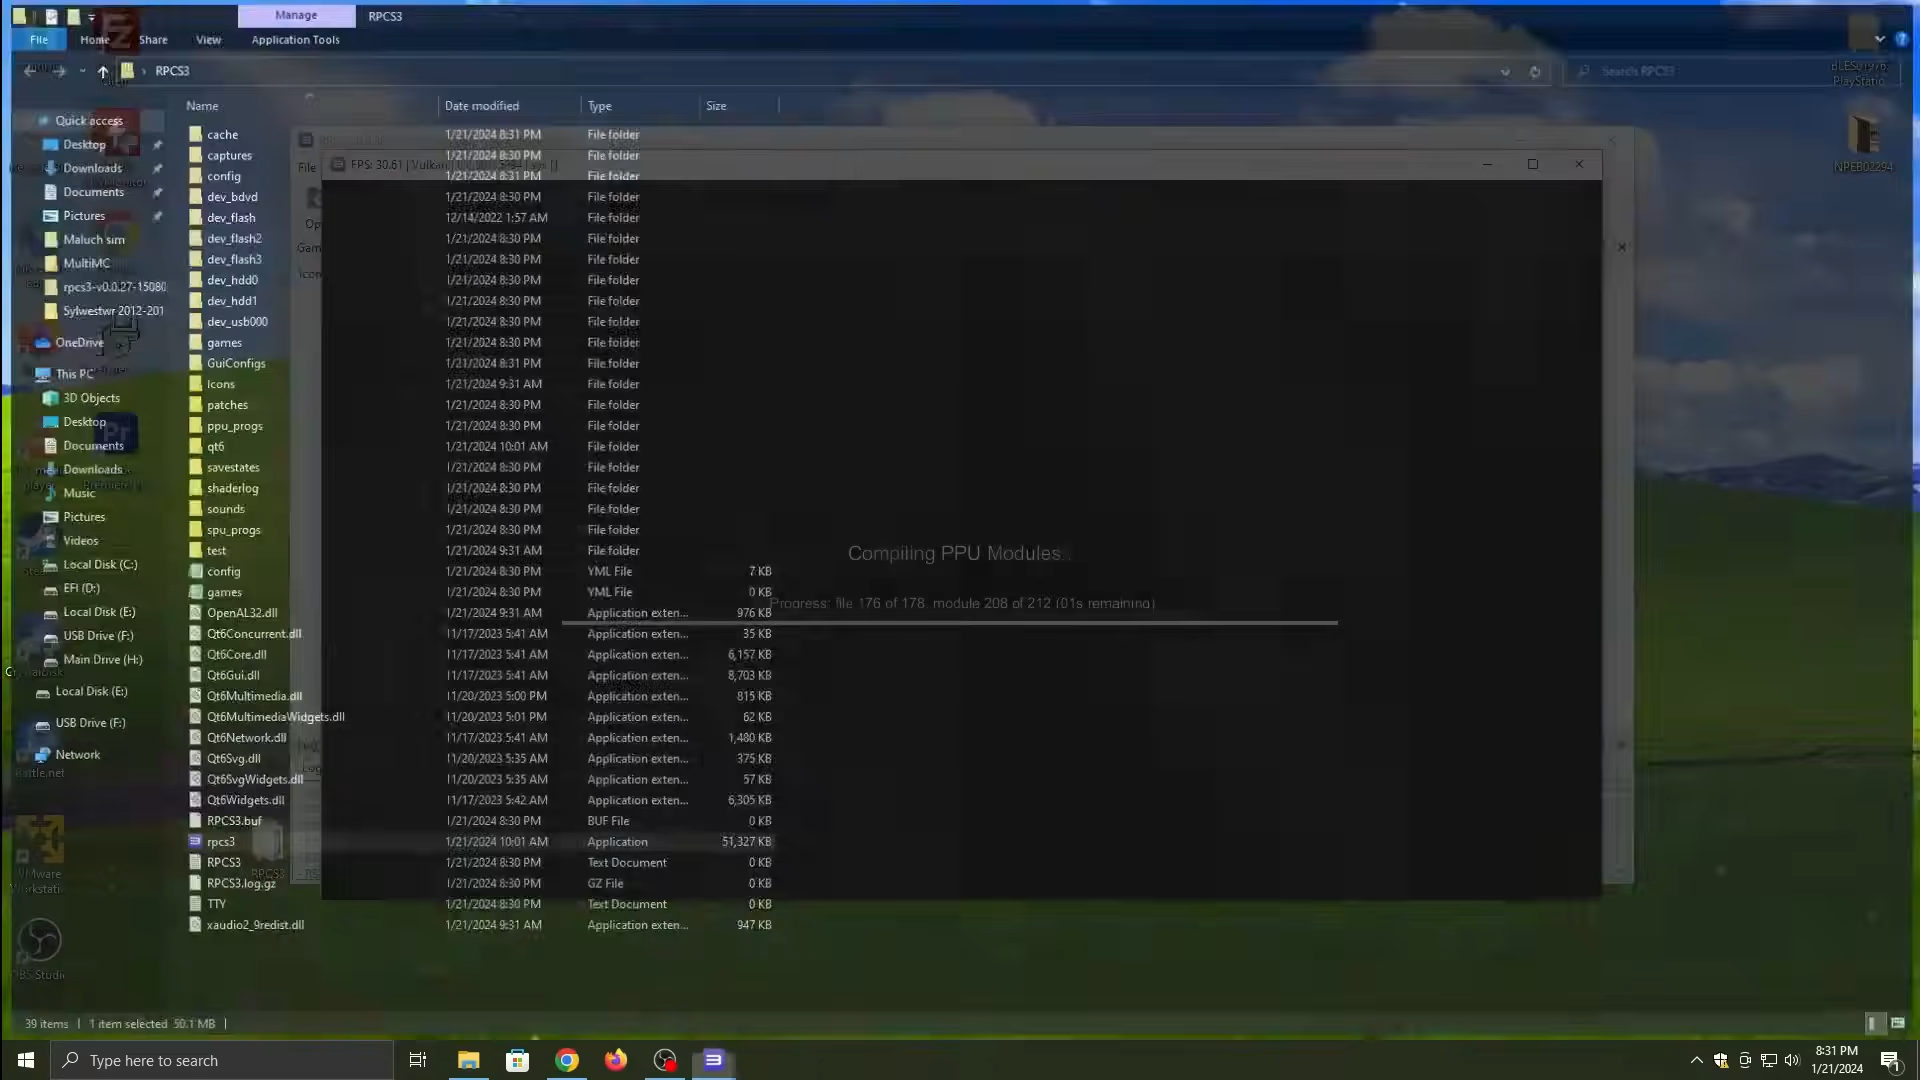 Manage
RPCS3
File
Home
Share
View
Application Tools
RPCS3
Search RPCS3
PlayStatio
NPEB02294
Name
Date modified
Type
Size
Quick access
Desktop
Downloads
Documents
Pictures
Maluch sim
MultiMC
rpcs3-v0.0.27-15080
Sylwestwr 2012-201
OneDrive
This PC
3D Objects
Desktop
Documents
Downloads
Music
Pictures
Videos
Local Disk (C:)
EFI (D:)
Local Disk (E:)
USB Drive (F:)
Main Drive (H:)
Local Disk (E:)
USB Drive (F:)
Network
cache 1/21/2024 8:31 PM File folder
captures 1/21/2024 8:30 PM File folder
config 1/21/2024 8:31 PM File folder
dev_bdvd 1/21/2024 8:30 PM File folder
dev_flash 12/14/2022 1:57 AM File folder
dev_flash2 1/21/2024 8:30 PM File folder
dev_flash3 1/21/2024 8:30 PM File folder
dev_hdd0 1/21/2024 8:30 PM File folder
dev_hdd1 1/21/2024 8:30 PM File folder
dev_usb000 1/21/2024 8:30 PM File folder
games 1/21/2024 8:30 PM File folder
GuiConfigs 1/21/2024 8:31 PM File folder
Icons 1/21/2024 9:31 AM File folder
patches 1/21/2024 8:30 PM File folder
ppu_progs 1/21/2024 8:30 PM File folder
qt6 1/21/2024 10:01 AM File folder
savestates 1/21/2024 8:30 PM File folder
shaderlog 1/21/2024 8:30 PM File folder
sounds 1/21/2024 8:30 PM File folder
spu_progs 1/21/2024 8:30 PM File folder
test 1/21/2024 9:31 AM File folder
config 1/21/2024 8:30 PM YML File 7 KB
games 1/21/2024 8:30 PM YML File 0 KB
OpenAL32.dll 1/21/2024 9:31 AM Application exten... 976 KB
Qt6Concurrent.dll 11/17/2023 5:41 AM Application exten... 35 KB
Qt6Core.dll 11/17/2023 5:41 AM Application exten... 6,157 KB
Qt6Gui.dll 11/17/2023 5:41 AM Application exten... 8,703 KB
Qt6Multimedia.dll 11/20/2023 5:00 PM Application exten... 815 KB
Qt6MultimediaWidgets.dll 11/20/2023 5:01 PM Application exten... 62 KB
Qt6Network.dll 11/17/2023 5:41 AM Application exten... 1,480 KB
Qt6Svg.dll 11/20/2023 5:35 AM Application exten... 375 KB
Qt6SvgWidgets.dll 11/20/2023 5:35 AM Application exten... 57 KB
Qt6Widgets.dll 11/17/2023 5:42 AM Application exten... 6,305 KB
RPCS3.buf 1/21/2024 8:30 PM BUF File 0 KB
rpcs3 1/21/2024 10:01 AM Application 51,327 KB
RPCS3 1/21/2024 8:30 PM Text Document 0 KB
RPCS3.log.gz 1/21/2024 8:30 PM GZ File 0 KB
TTY 1/21/2024 8:30 PM Text Document 0 KB
xaudio2_9redist.dll 1/21/2024 9:31 AM Application exten... 947 KB
File
FPS: 30.61 | Vulkan
Compiling PPU Modules..
Progress: file 176 of 178, module 208 of 212 (01s remaining)
RPCS3
Battle.net
VMware
Workstati
OBS Studi
39 items
1 item selected 50.1 MB
Type here to search
8:31 PM
1/21/2024
1